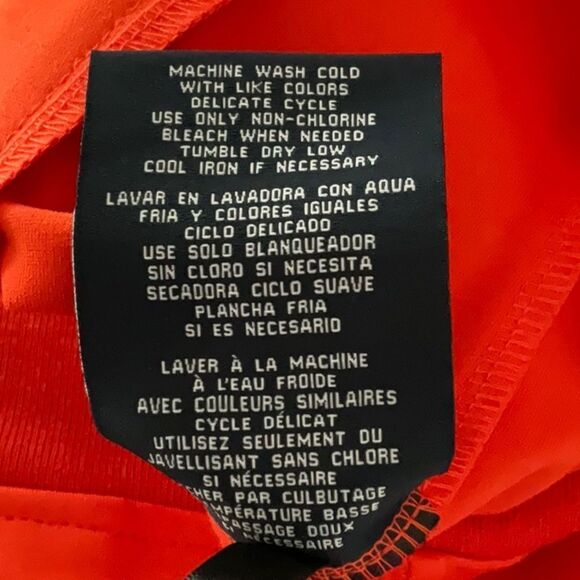 MACHINE WASH COLD
WITH LIKE COLORS
DELICATE CYCLE
USE ONLY NON-CHLORINE
BLEACH WHEN NEEDED
TUMBLE DRY LOW
COOL IRON IF NECESSARY
LAVAR EN LAVADORA CON AQUA
FRIA Y COLORES IGUALES
CICLO DELICADO
USE SOLO BLANQUEADOR
SIN CLORO SI NECESITA
SECADORA CICLO SUAVE
PLANCHA FRIA
SI ES NECESARIO
LAVER À LA MACHINE
À L'EAU FROIDE
AVEC COULEURS SIMILAIRES
CYCLE DÉLICAT
UTILISEZ SEULEMENT DU
JAVELLISANT SANS CHLORE
SI NÉCESSAIRE
CHER PAR CULBUTAGE
TEMPÉRATURE BASSE
DOUX
NÉCESSAIRE